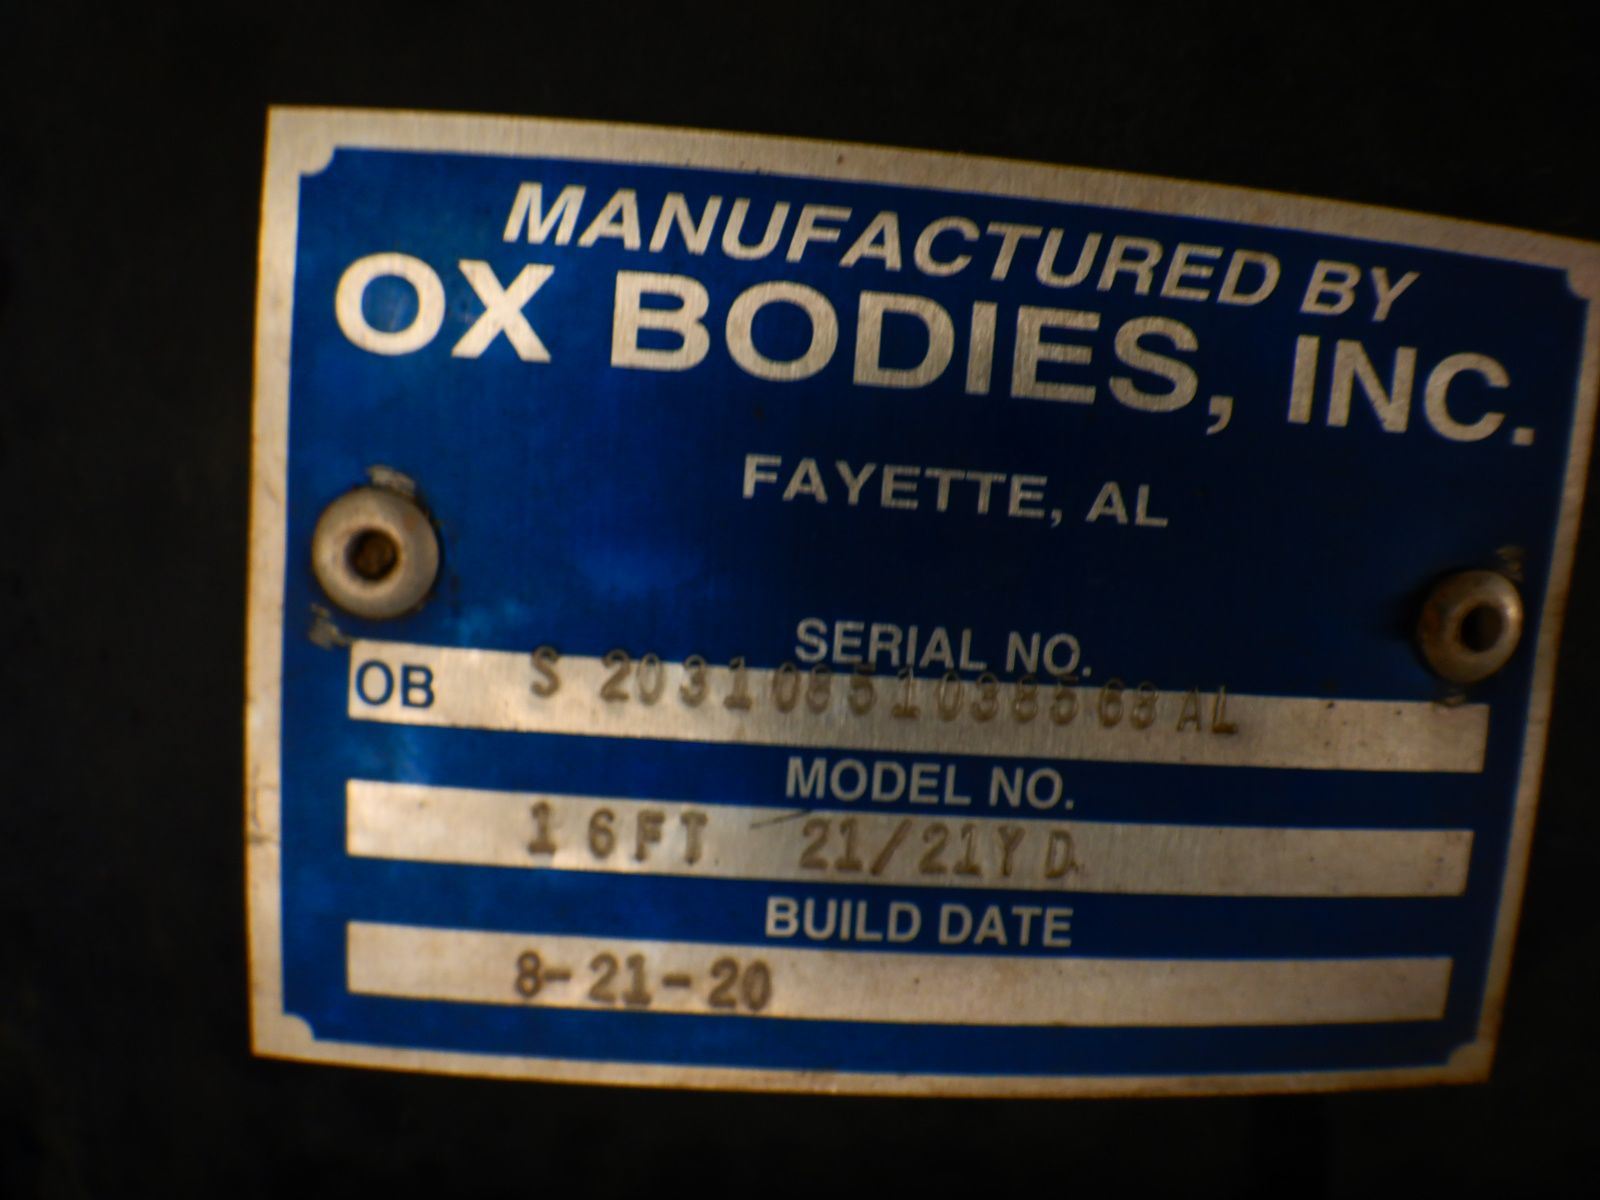 MANUFACTURED BY
OX BODIES, INC.
FAYETTE, AL
SERIAL NO.
OB S 20310851038568AL
MODEL NO.
16FT 21/21YD
BUILD DATE
8-21-20